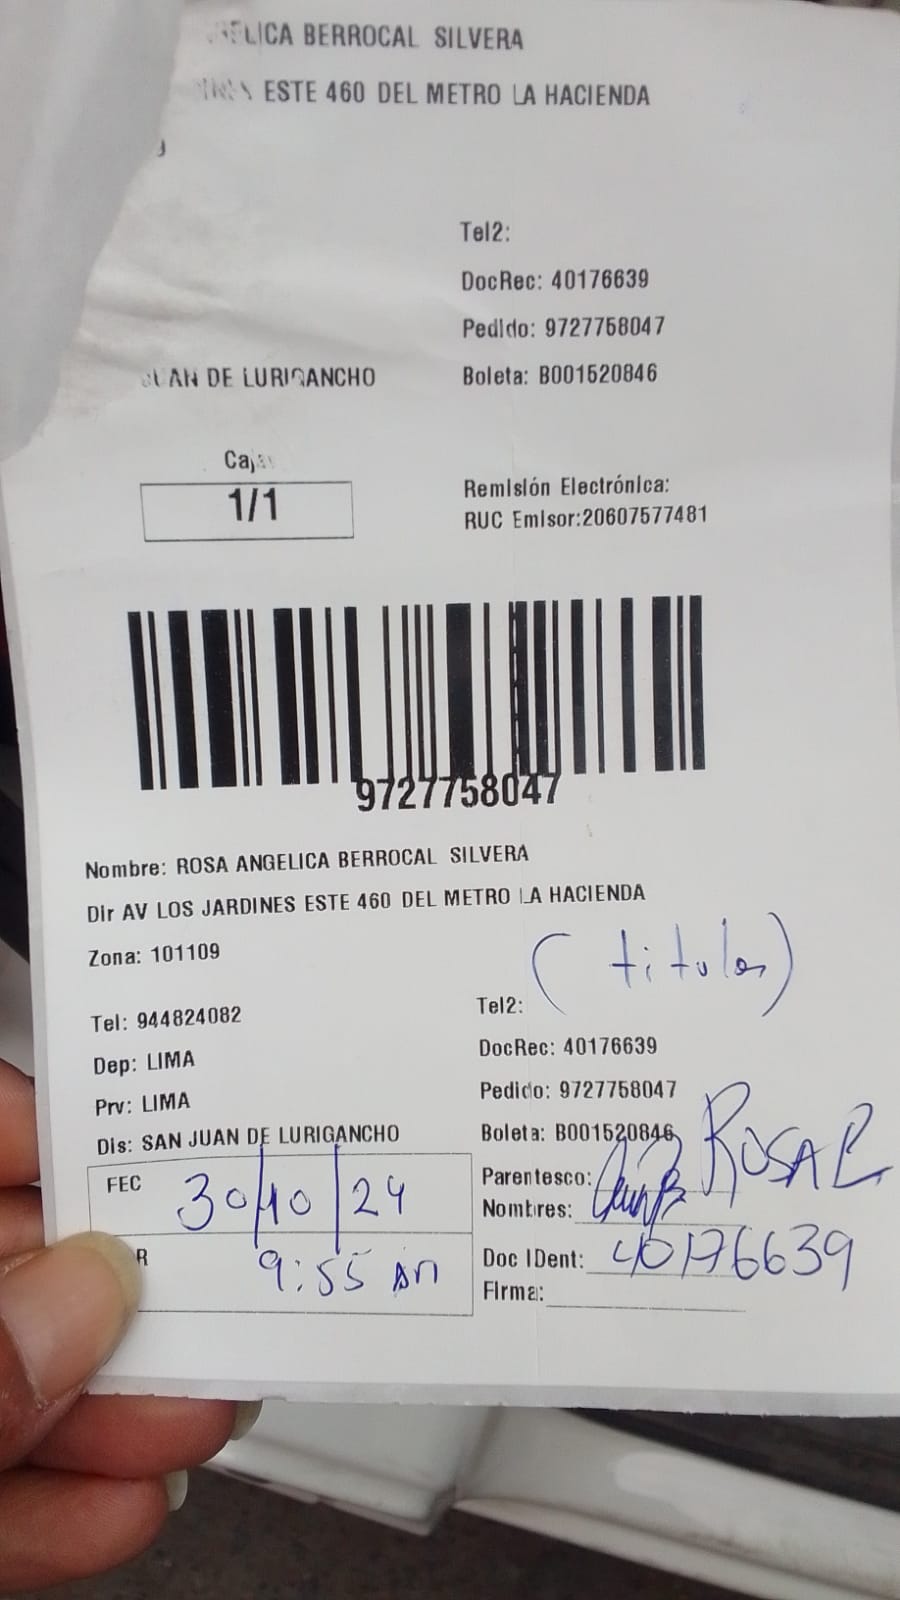 ANGELICA BERROCAL SILVERA
ESTE 460 DEL METRO LA HACIENDA
9
Tel2:
DocRec: 40176639
Pedido: 9727758047
JUAN DE LURIGANCHO
Boleta: B001520846
Caja
1/1
Remisión Electrónica:
RUC Emisor:20607577481
9727758047
Nombre: ROSA ANGELICA BERROCAL SILVERA
Dir AV LOS JARDINES ESTE 460 DEL METRO LA HACIENDA
Zona: 101109
(titular)
Tel: 944824082
Tel2:
Dep: LIMA
DocRec: 40176639
Prv: LIMA
Pedido: 9727758047
Dis: SAN JUAN DE LURIGANCHO
Boleta: B001520846
FEC 30/10/24
Parentesco:
ROSA B
Nombres:
R 9:55 AM
Doc IDent: 40176639
Firma: